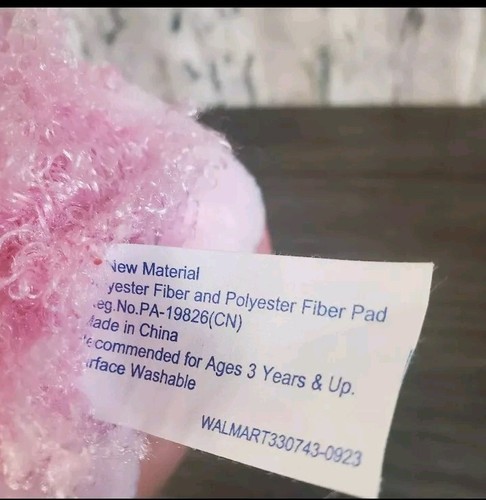 New Material
yester Fiber and Polyester Fiber Pad
eg.No.PA-19826(CN)
Made in China
ecommended for Ages 3 Years & Up.
rface Washable
WALMART330743-0923